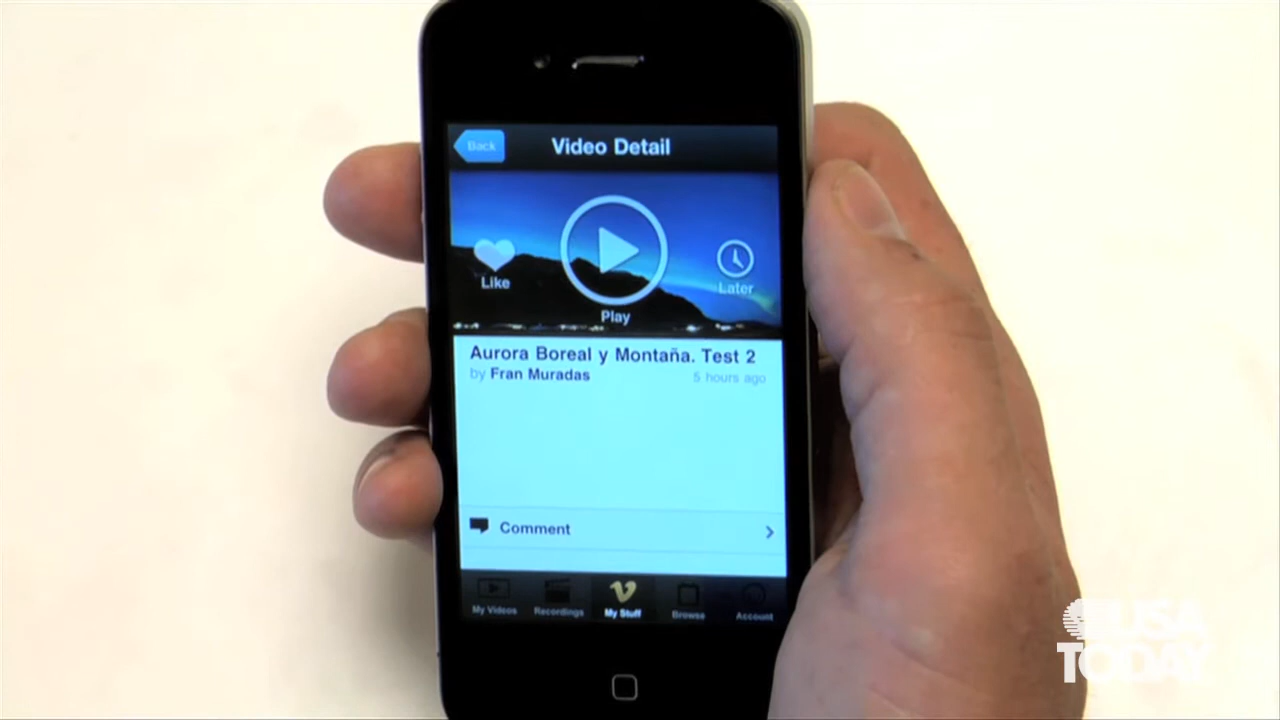 Back
Video Detail
Like
Later
Play
Aurora Boreal y Montaña. Test 2
by Fran Muradas
5 hours ago
Comment
My Videos
Recordings
My Stuff
Browse
Account
USA
TODAY